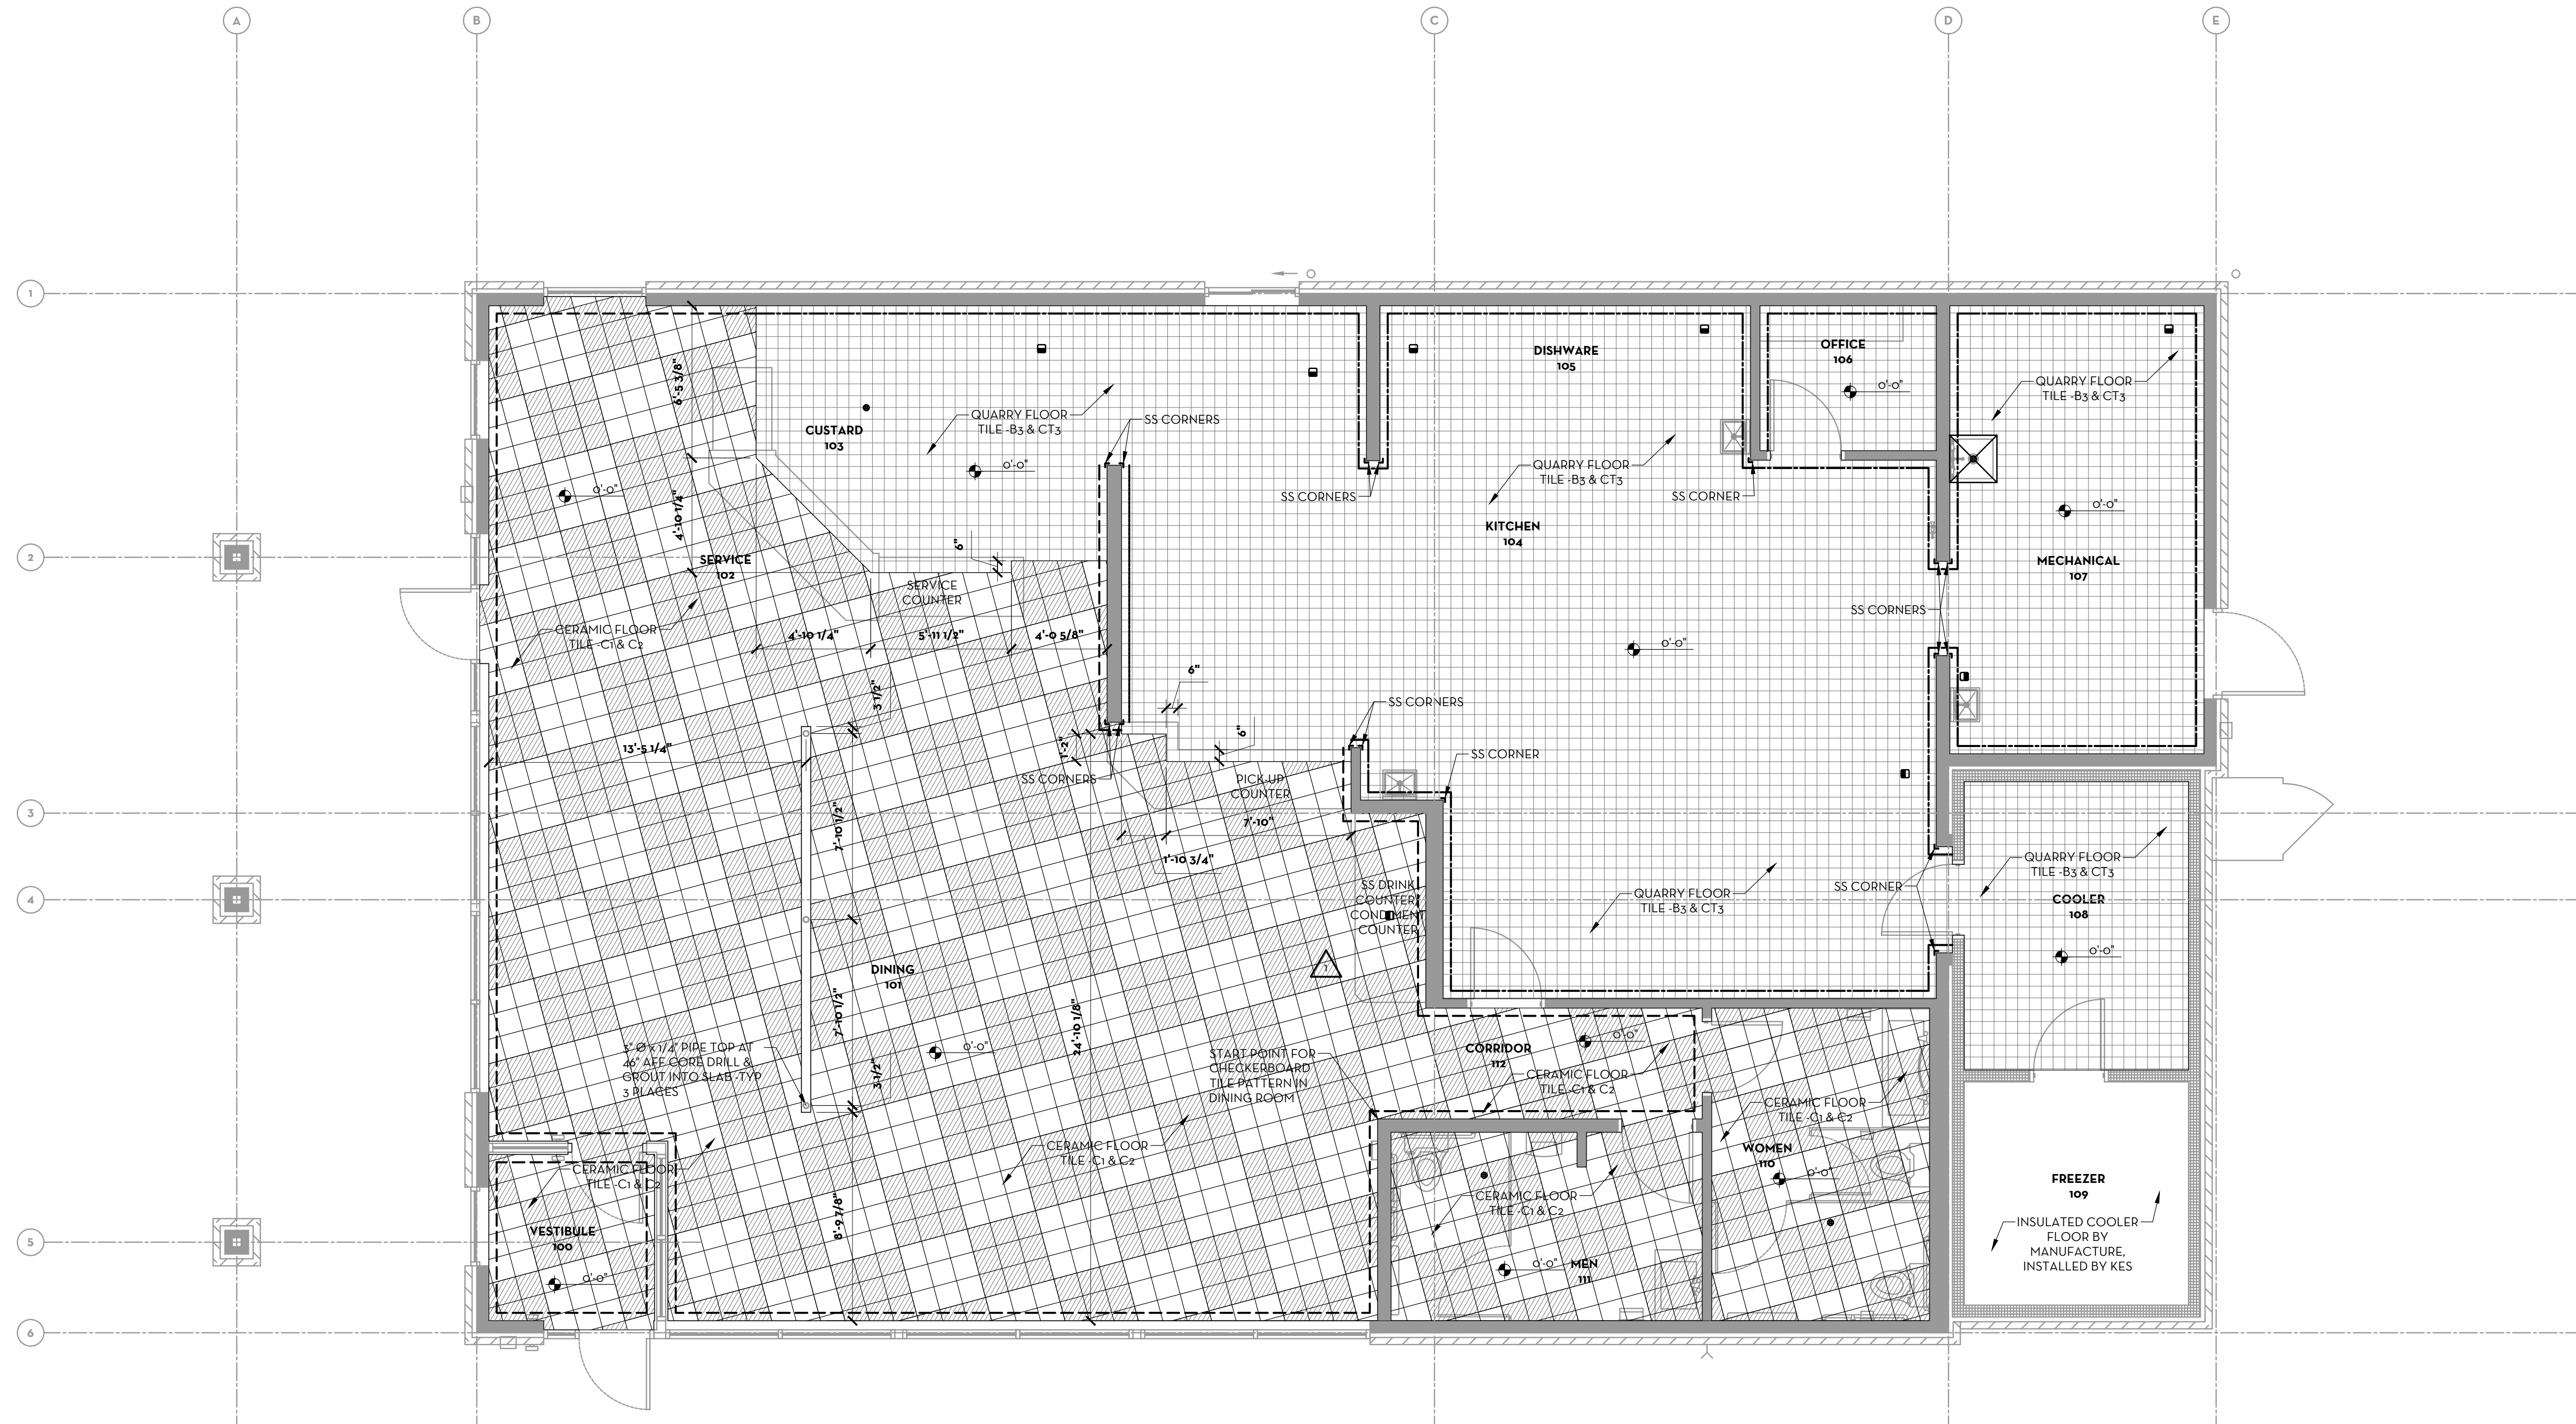 A
B
C
D
E
1
2
3
4
5
6
6'-5 3/8"
4'-10 1/4"
CUSTARD
103
QUARRY FLOOR
TILE -B3 & CT3
SS CORNERS
0'-0"
0'-0"
SERVICE
102
6"
SERVICE
COUNTER
CERAMIC FLOOR
TILE -C1 & C2
4'-10 1/4"
5'-11 1/2"
4'-0 5/8"
3 1/2"
13'-5 1/4"
DISHWARE
105
OFFICE
106
0'-0"
QUARRY FLOOR
TILE -B3 & CT3
QUARRY FLOOR
TILE -B3 & CT3
SS CORNERS
SS CORNER
KITCHEN
104
0'-0"
MECHANICAL
107
SS CORNERS
0'-0"
6"
6"
SS CORNERS
SS CORNER
1'-2"
SS CORNERS
PICK-UP
COUNTER
7'-10"
1'-10 3/4"
7'-10 1/2"
SS DRINK
COUNTER/
CONDIMENT
COUNTER
1
QUARRY FLOOR
TILE -B3 & CT3
SS CORNER
QUARRY FLOOR
TILE -B3 & CT3
COOLER
108
0'-0"
DINING
101
7'-10 1/2"
24'-10 1/8"
0'-0"
3" Ø x 1/4" PIPE TOP AT
46" AFF CORE DRILL &
GROUT INTO SLAB -TYP
3 PLACES
3 1/2"
START POINT FOR
CHECKERBOARD
TILE PATTERN IN
DINING ROOM
CORRIDOR
112
0'-0"
CERAMIC FLOOR
TILE -C1 & C2
CERAMIC FLOOR
TILE -C1 & C2
WOMEN
110
0'-0"
CERAMIC FLOOR
TILE -C1 & C2
CERAMIC FLOOR
TILE -C1 & C2
8'-9 7/8"
VESTIBULE
100
0'-0"
CERAMIC FLOOR
TILE -C1 & C2
0'-0"
MEN
111
FREEZER
109
INSULATED COOLER
FLOOR BY
MANUFACTURE,
INSTALLED BY KES